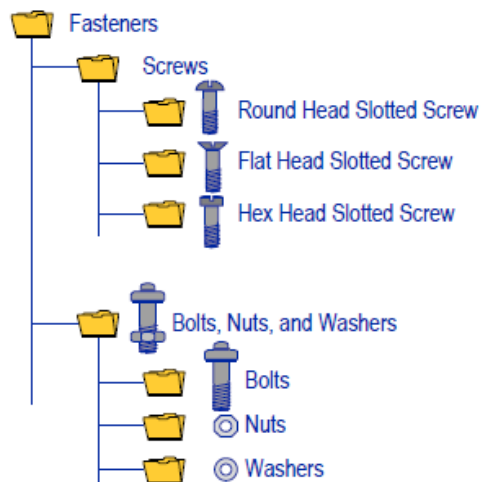 Fasteners
Screws
Round Head Slotted Screw
Flat Head Slotted Screw
Hex Head Slotted Screw
Bolts, Nuts, and Washers
Bolts
Nuts
Washers